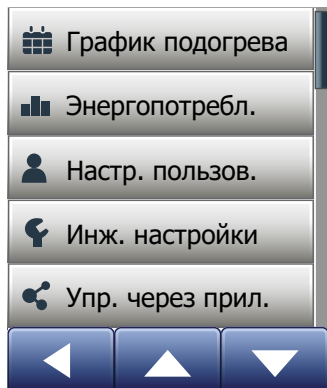 График подогрева
Энергопотребл.
Настр. пользов.
Инж. настройки
Упр. через прил.